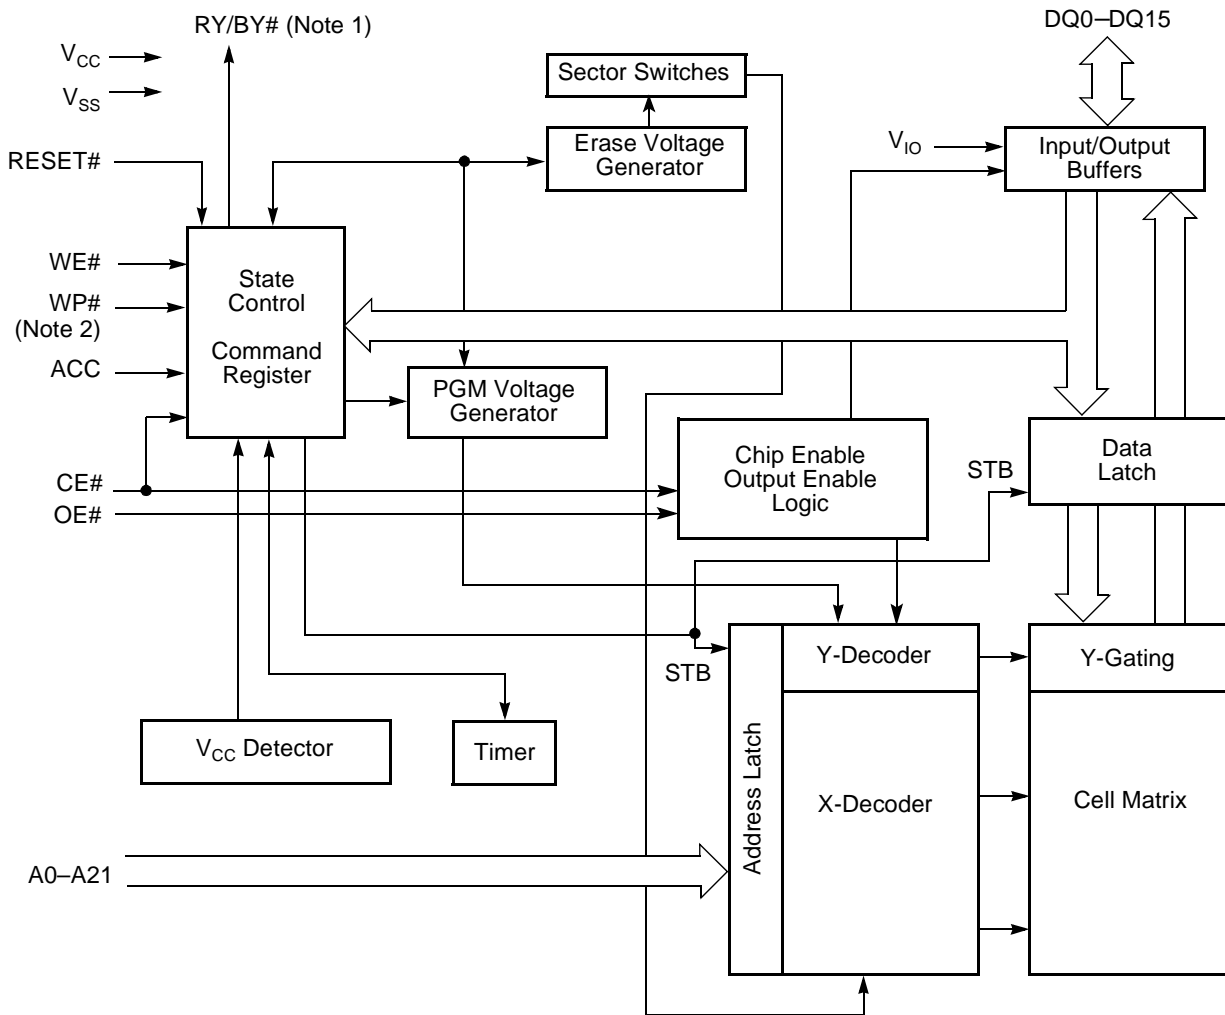 RY/BY# (Note 1)
DQ0–DQ15
VCC
VSS
Sector Switches
Erase Voltage
Generator
VIO
Input/Output
Buffers
RESET#
WE#
WP#
(Note 2)
ACC
CE#
OE#
State
Control
Command
Register
PGM Voltage
Generator
Chip Enable
Output Enable
Logic
STB
Data
Latch
STB
Address Latch
Y-Decoder
Y-Gating
VCC Detector
Timer
X-Decoder
Cell Matrix
A0–A21